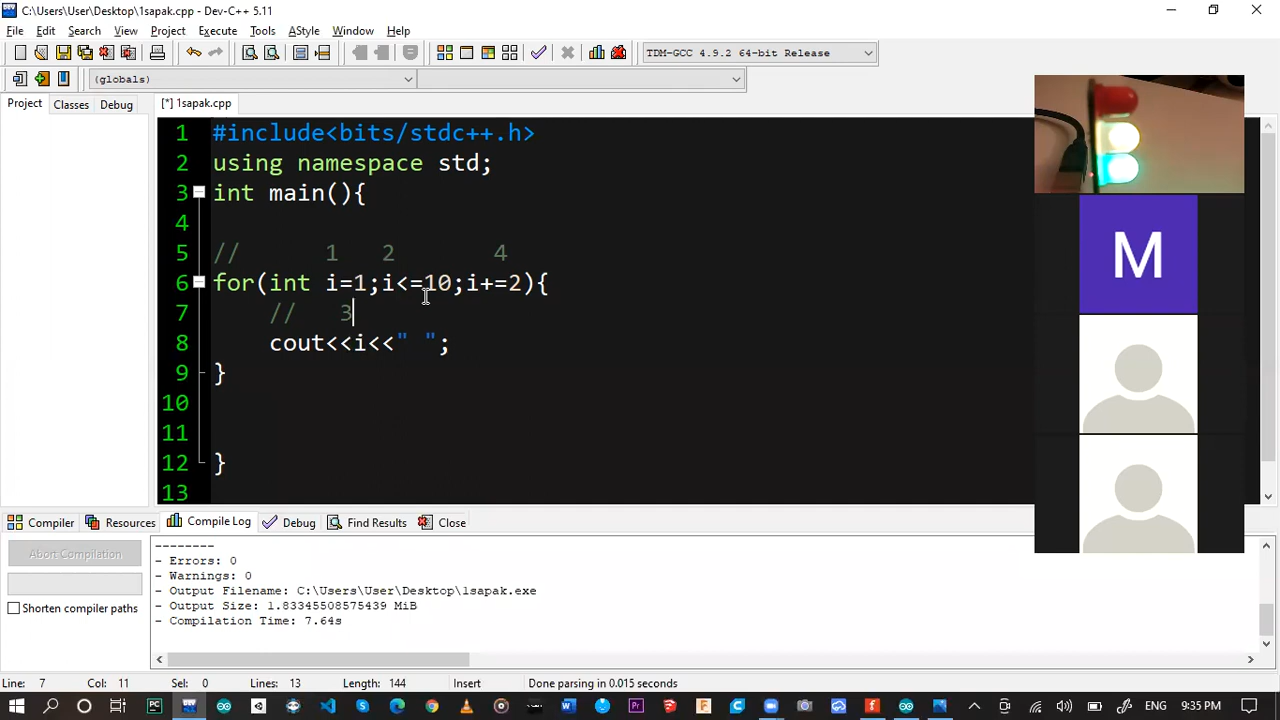 C:\Users\User\Desktop\1sapak.cpp - Dev-C++ 5.11
File Edit Search View Project Execute Tools AStyle Window Help
TDM-GCC 4.9.2 64-bit Release
(globals)
Project Classes Debug [*] 1sapak.cpp
1 #include<bits/stdc++.h>
2 using namespace std;
3 int main(){
4
5 // 1 2 4
6 for(int i=1;i<=10;i+=2){
7 // 3
8 cout<<i<<" ";
9 }
10
11
12 }
13
M
Compiler Resources Compile Log Debug Find Results Close
Abort Compilation
Shorten compiler paths
--------
- Errors: 0
- Warnings: 0
- Output Filename: C:\Users\User\Desktop\1sapak.exe
- Output Size: 1.83345508575439 MiB
- Compilation Time: 7.64s
Line: 7 Col: 11 Sel: 0 Lines: 13 Length: 144 Insert Done parsing in 0.015 seconds
ENG 9:35 PM